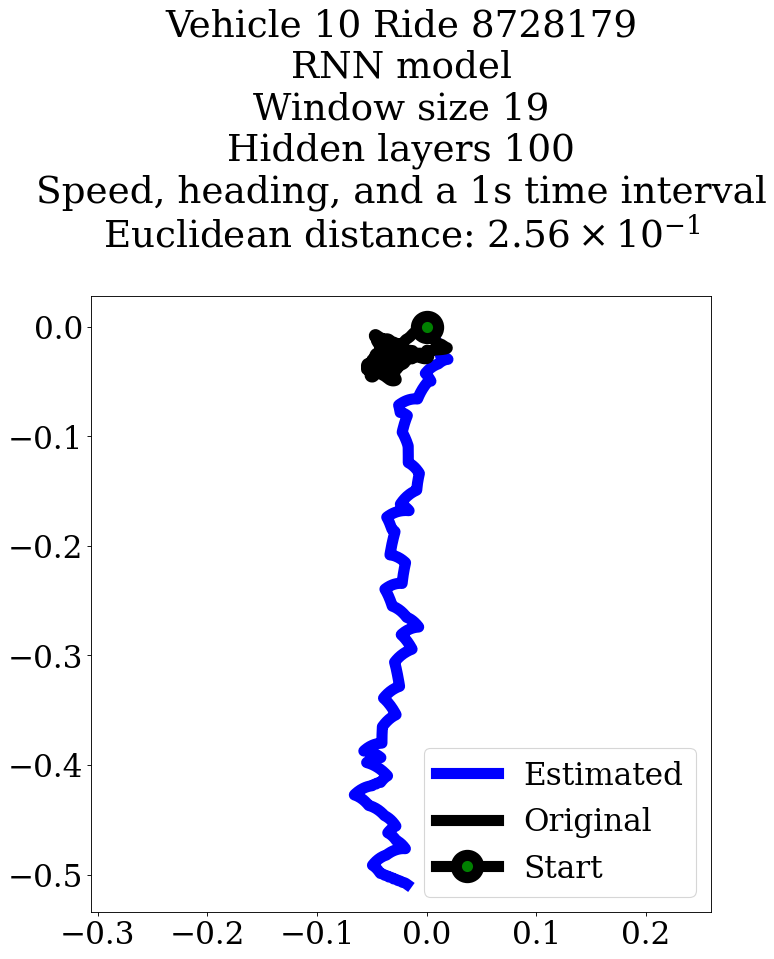 Vehicle 10 Ride 8728179
RNN model
Window size 19
Hidden layers 100
Speed, heading, and a 1s time interval
Euclidean distance: 2.56 × 10⁻¹
0.0
−0.1
−0.2
−0.3
−0.4
−0.5
Estimated
Original
Start
−0.3 −0.2 −0.1 0.0 0.1 0.2